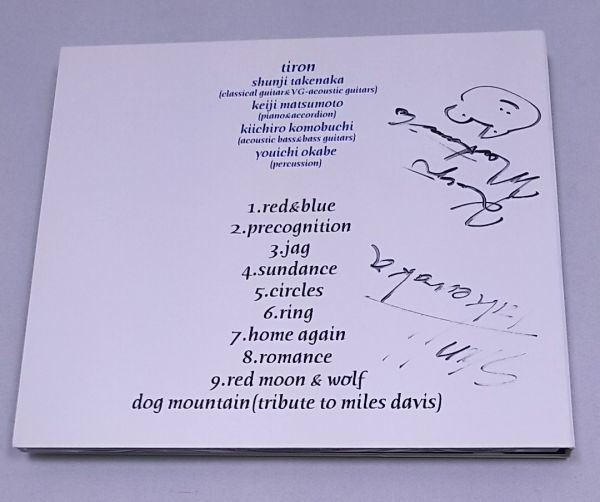 tiron
shunji takenaka
(classical guitar&VG-acoustic guitars)
keiji matsumoto
(piano&accordion)
kiichiro komobuchi
(acoustic bass&bass guitars)
youichi okabe
(percussion)
1.red&blue
2.precognition
3.jag
4.sundance
5.circles
6.ring
7.home again
8.romance
9.red moon & wolf
dog mountain(tribute to miles davis)
Takenaka